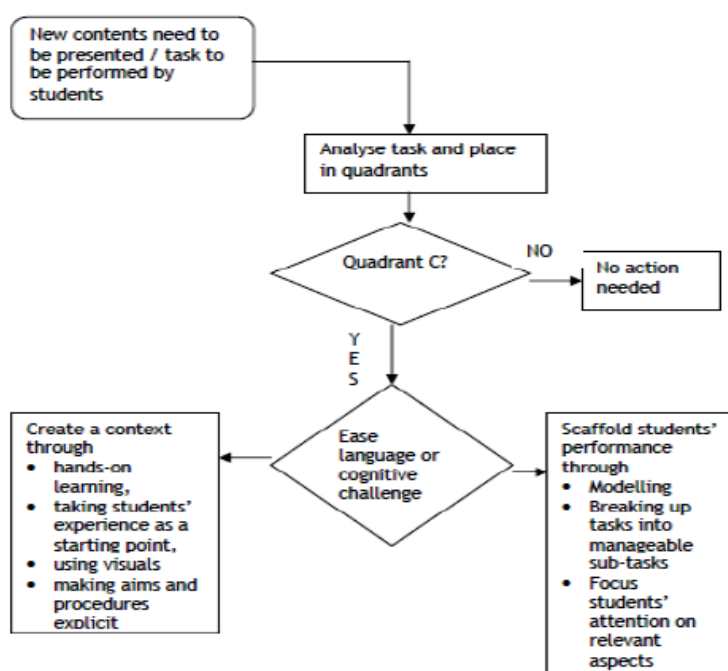 New contents need to
be presented / task to
be performed by
students
Analyse task and place
in quadrants
Quadrant C?
NO
No action
needed
Y
E
S
Ease
language or
cognitive
challenge
Create a context
through
• hands-on
learning,
• taking students'
experience as a
starting point,
• using visuals
• making aims and
procedures
explicit
Scaffold students'
performance
through
• Modelling
• Breaking up
tasks into
manageable
sub-tasks
• Focus
students'
attention on
relevant
aspects